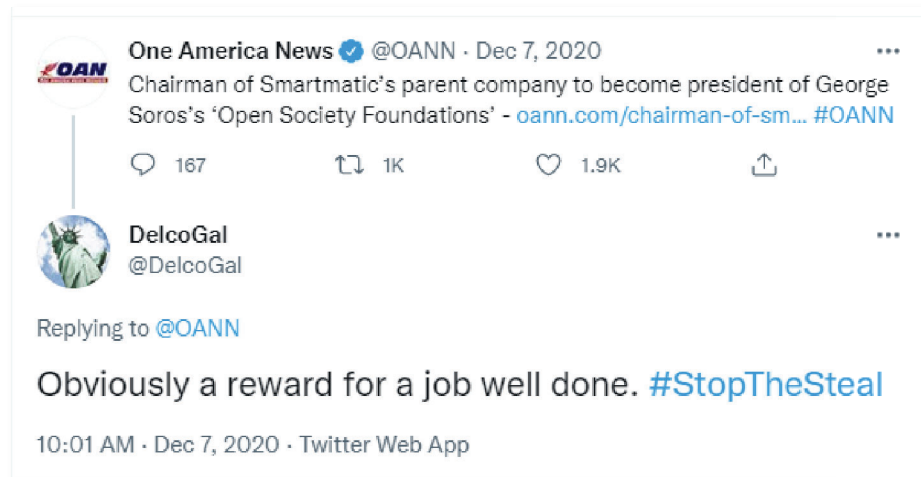 One America News @OANN · Dec 7, 2020
Chairman of Smartmatic's parent company to become president of George
Soros's 'Open Society Foundations' - oann.com/chairman-of-sm... #OANN
167 1K 1.9K
OAN
DelcoGal
@DelcoGal
Replying to @OANN
Obviously a reward for a job well done. #StopTheSteal
10:01 AM · Dec 7, 2020 · Twitter Web App